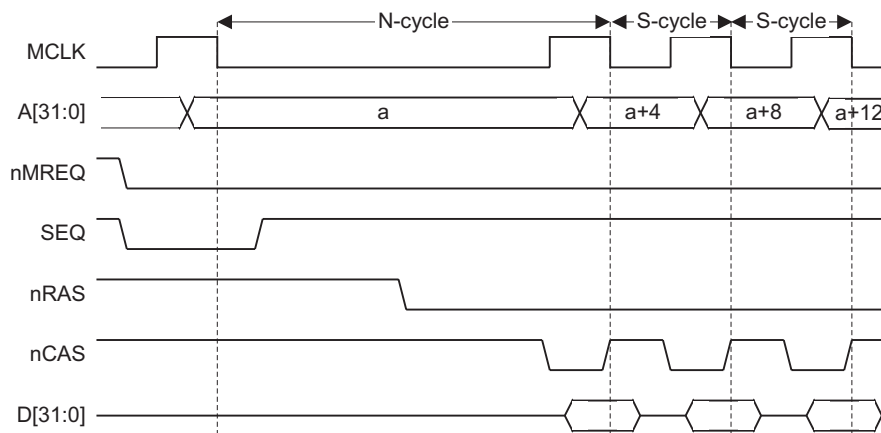 N-cycle S-cycle S-cycle
MCLK
A[31:0] a a+4 a+8 a+12
nMREQ
SEQ
nRAS
nCAS
D[31:0]